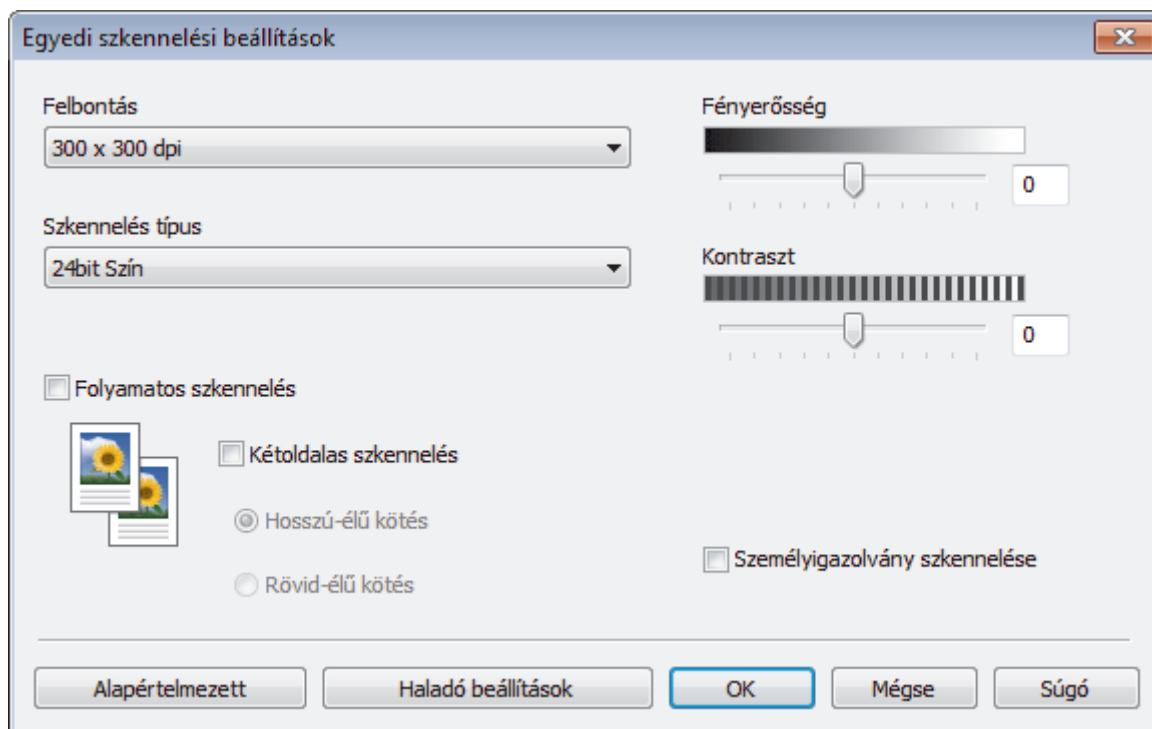 Egyedi szkennelési beállítások
Felbontás
300 x 300 dpi
Szkennelés típus
24bit Szín
Fényerősség
0
Kontraszt
0
Folyamatos szkennelés
Kétoldalas szkennelés
Hosszú-élű kötés
Rövid-élű kötés
Személyigazolvány szkennelése
Alapértelmezett
Haladó beállítások
OK
Mégse
Súgó